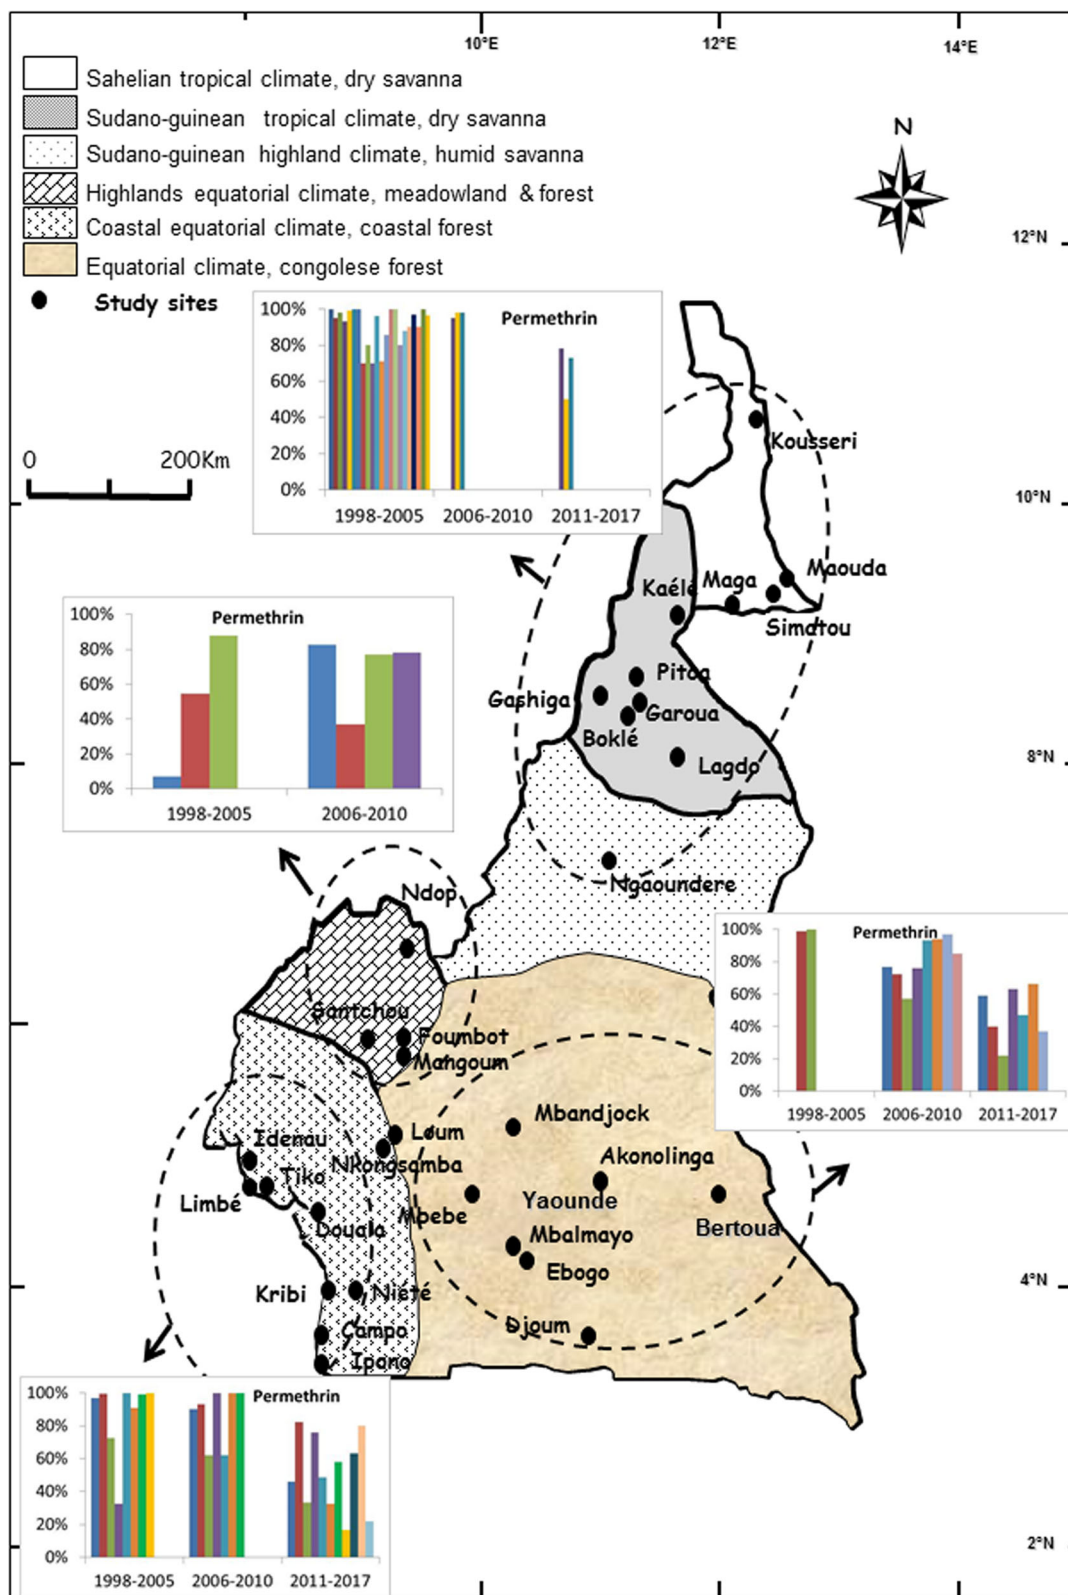 10°E
12°E
14°E
Sahelian tropical climate, dry savanna
Sudano-guinean tropical climate, dry savanna
Sudano-guinean highland climate, humid savanna
Highlands equatorial climate, meadowland & forest
Coastal equatorial climate, coastal forest
Equatorial climate, congolese forest
Study sites
N
12°N
100%
80%
60%
40%
20%
0%
Permethrin
1998-2005
2006-2010
2011-2017
0
200Km
10°N
Kousseri
Kaélé
Maga
Maouda
Simatou
Pitoa
Gashiga
Garoua
Boklé
Lagdo
8°N
100%
80%
60%
40%
20%
0%
Permethrin
1998-2005
2006-2010
Ngaoundere
Ndop
100%
80%
60%
40%
20%
0%
Permethrin
1998-2005
2006-2010
2011-2017
Santchou
Foumbot
Mangoum
Mbandjock
Loum
Idenau
Nkongsamba
Akonolinga
Tiko
Limbé
Mbebe
Yaounde
Douala
Mbalmayo
Bertoua
Ebogo
Kribi
Niété
4°N
Campo
Djoum
Ipono
100%
80%
60%
40%
20%
0%
Permethrin
1998-2005
2006-2010
2011-2017
2°N